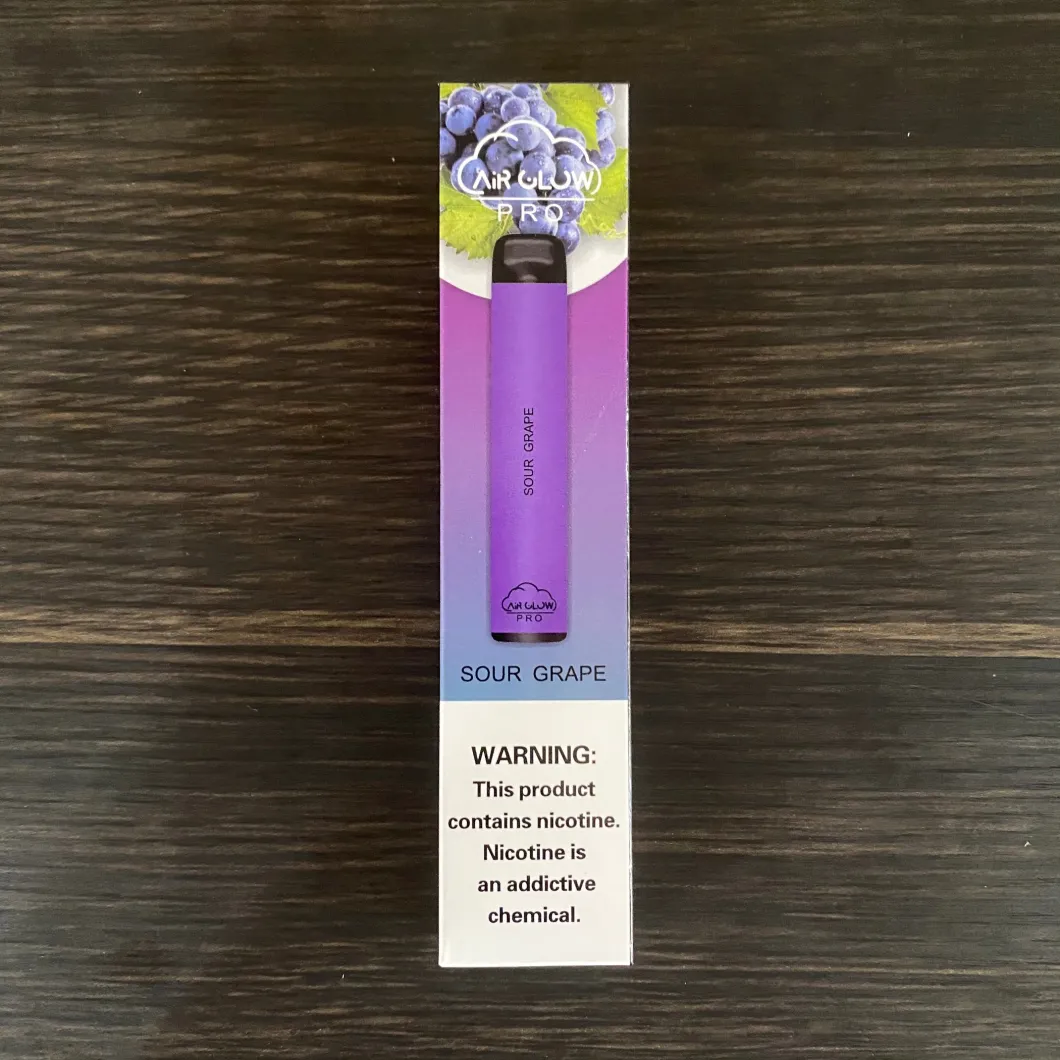 AiR GLOW
PRO
SOUR GRAPE
AiR GLOW
PRO
SOUR GRAPE
WARNING:
This product
contains nicotine.
Nicotine is
an addictive
chemical.